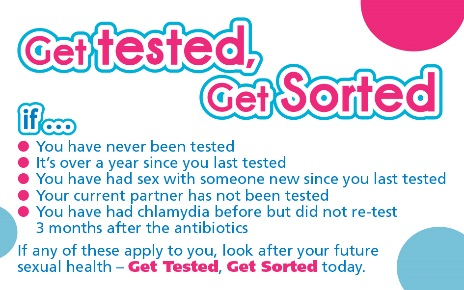 Get tested,
Get Sorted
if...
● You have never been tested
● It's over a year since you last tested
● You have had sex with someone new since you last tested
● Your current partner has not been tested
● You have had chlamydia before but did not re-test
3 months after the antibiotics
If any of these apply to you, look after your future
sexual health – Get Tested, Get Sorted today.